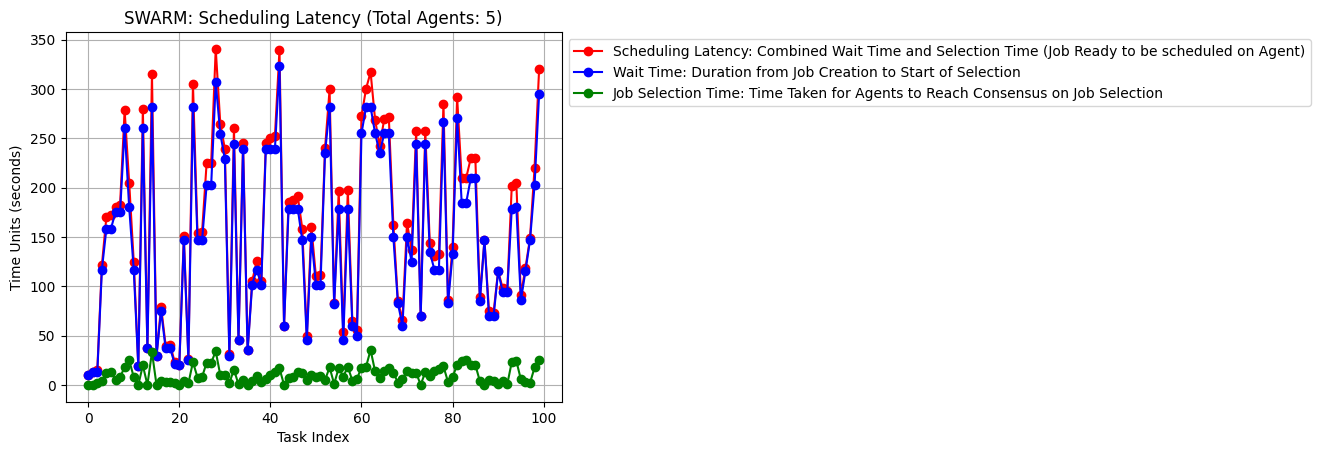 SWARM: Scheduling Latency (Total Agents: 5)
350
300
250
200
150
100
50
0
Time Units (seconds)
0 20 40 60 80 100
Task Index
Scheduling Latency: Combined Wait Time and Selection Time (Job Ready to be scheduled on Agent)
Wait Time: Duration from Job Creation to Start of Selection
Job Selection Time: Time Taken for Agents to Reach Consensus on Job Selection